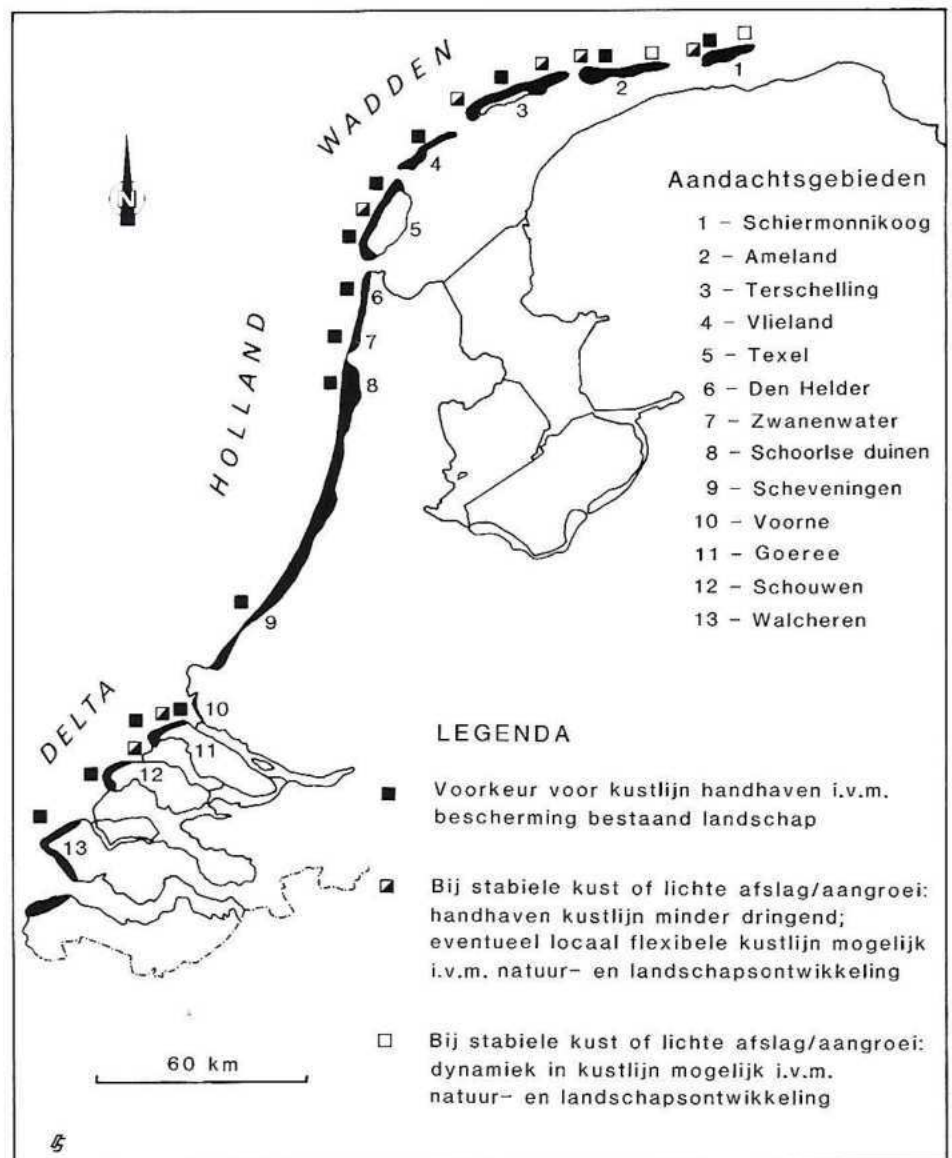 WADDEN
HOLLAND
DELTA
N
1
2
3
4
5
6
7
8
9
10
11
12
13
Aandachtsgebieden
1 – Schiermonnikoog
2 – Ameland
3 – Terschelling
4 – Vlieland
5 – Texel
6 – Den Helder
7 – Zwanenwater
8 – Schoorlse duinen
9 – Scheveningen
10 – Voorne
11 – Goeree
12 – Schouwen
13 – Walcheren
LEGENDA
Voorkeur voor kustlijn handhaven i.v.m.
bescherming bestaand landschap
Bij stabiele kust of lichte afslag/aangroei:
handhaven kustlijn minder dringend;
eventueel locaal flexibele kustlijn mogelijk
i.v.m. natuur- en landschapsontwikkeling
Bij stabiele kust of lichte afslag/aangroei:
dynamiek in kustlijn mogelijk i.v.m.
natuur- en landschapsontwikkeling
60 km